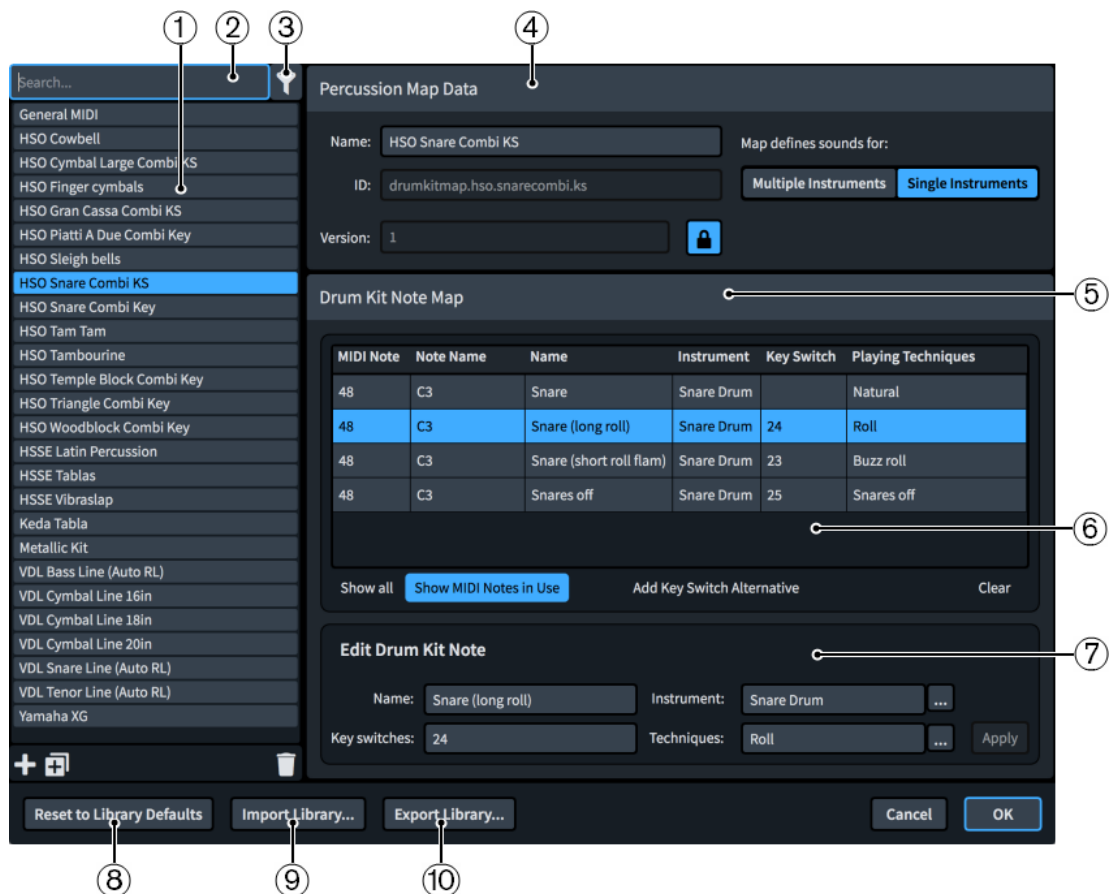 ① ② ③ ④
Search...
General MIDI
HSO Cowbell
HSO Cymbal Large Combi KS
HSO Finger cymbals
HSO Gran Cassa Combi KS
HSO Piatti A Due Combi Key
HSO Sleigh bells
HSO Snare Combi KS
HSO Snare Combi Key
HSO Tam Tam
HSO Tambourine
HSO Temple Block Combi Key
HSO Triangle Combi Key
HSO Woodblock Combi Key
HSSE Latin Percussion
HSSE Tablas
HSSE Vibraslap
Keda Tabla
Metallic Kit
VDL Bass Line (Auto RL)
VDL Cymbal Line 16in
VDL Cymbal Line 18in
VDL Cymbal Line 20in
VDL Snare Line (Auto RL)
VDL Tenor Line (Auto RL)
Yamaha XG
Percussion Map Data
Name: HSO Snare Combi KS
Map defines sounds for:
ID: drumkitmap.hso.snarecombi.ks
Multiple Instruments Single Instruments
Version: 1
Drum Kit Note Map
⑤
MIDI Note Note Name Name Instrument Key Switch Playing Techniques
48 C3 Snare Snare Drum Natural
48 C3 Snare (long roll) Snare Drum 24 Roll
48 C3 Snare (short roll flam) Snare Drum 23 Buzz roll
48 C3 Snares off Snare Drum 25 Snares off
⑥
Show all Show MIDI Notes in Use Add Key Switch Alternative Clear
Edit Drum Kit Note
⑦
Name: Snare (long roll) Instrument: Snare Drum ...
Key switches: 24 Techniques: Roll ... Apply
Reset to Library Defaults Import Library... Export Library... Cancel OK
⑧ ⑨ ⑩